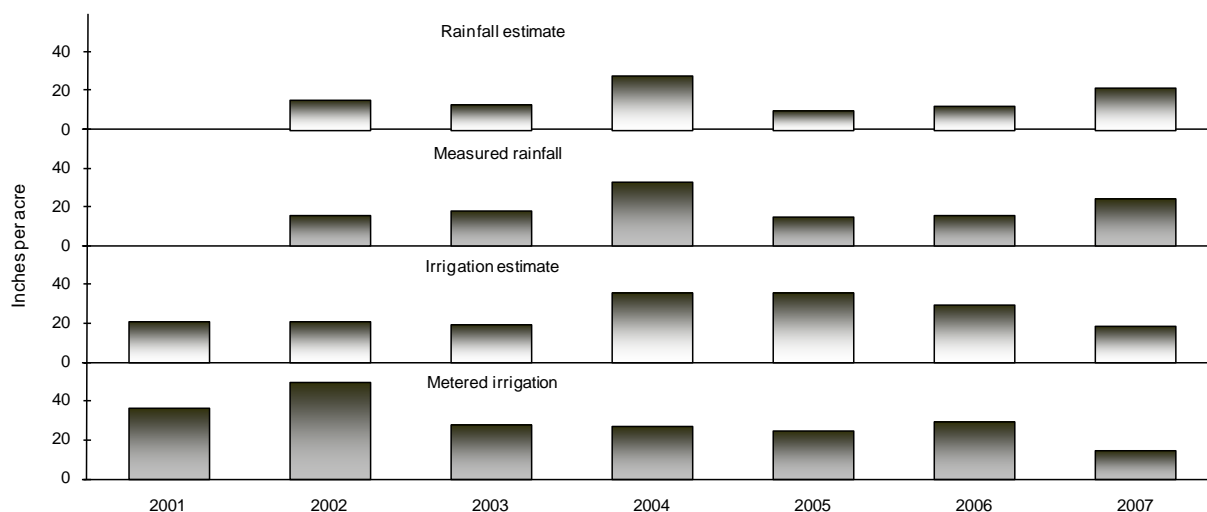 Rainfall estimate
40
20
0
Measured rainfall
40
20
0
Irrigation estimate
40
20
0
Metered irrigation
40
20
0
Inches per acre
2001 2002 2003 2004 2005 2006 2007